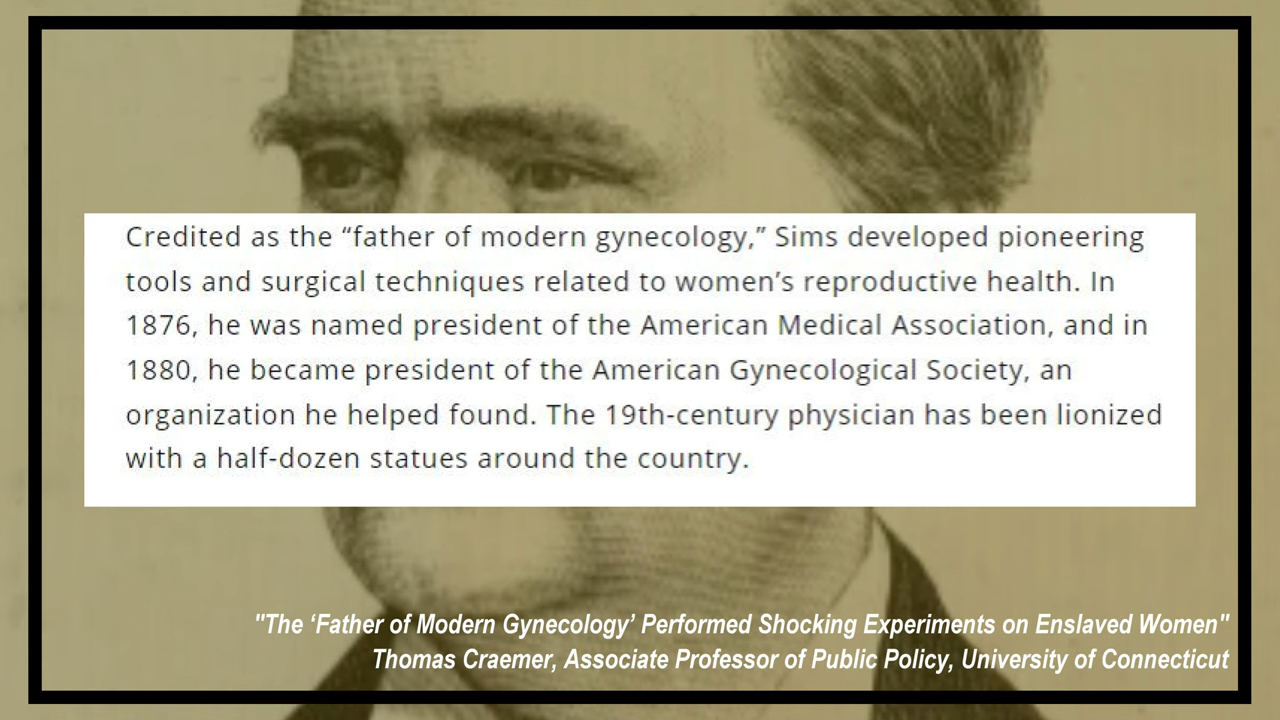 Credited as the “father of modern gynecology,” Sims developed pioneering
tools and surgical techniques related to women’s reproductive health. In
1876, he was named president of the American Medical Association, and in
1880, he became president of the American Gynecological Society, an
organization he helped found. The 19th-century physician has been lionized
with a half-dozen statues around the country.
"The ‘Father of Modern Gynecology’ Performed Shocking Experiments on Enslaved Women"
Thomas Craemer, Associate Professor of Public Policy, University of Connecticut